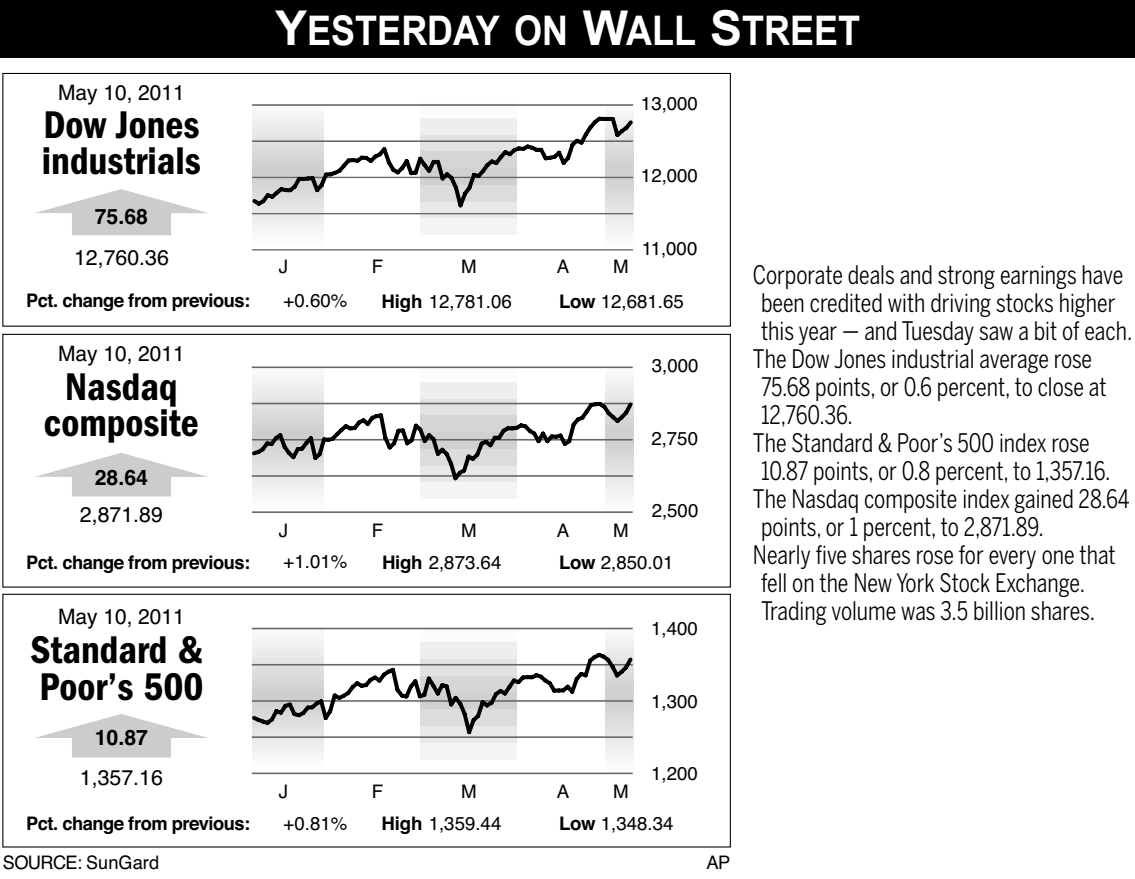 YESTERDAY ON WALL STREET
May 10, 2011
Dow Jones
industrials
75.68
12,760.36
13,000
12,000
11,000
J F M A M
Pct. change from previous: +0.60% High 12,781.06 Low 12,681.65
May 10, 2011
Nasdaq
composite
28.64
2,871.89
3,000
2,750
2,500
J F M A M
Pct. change from previous: +1.01% High 2,873.64 Low 2,850.01
May 10, 2011
Standard &
Poor's 500
10.87
1,357.16
1,400
1,300
1,200
J F M A M
Pct. change from previous: +0.81% High 1,359.44 Low 1,348.34
SOURCE: SunGard AP
Corporate deals and strong earnings have
been credited with driving stocks higher
this year — and Tuesday saw a bit of each.
The Dow Jones industrial average rose
75.68 points, or 0.6 percent, to close at
12,760.36.
The Standard & Poor's 500 index rose
10.87 points, or 0.8 percent, to 1,357.16.
The Nasdaq composite index gained 28.64
points, or 1 percent, to 2,871.89.
Nearly five shares rose for every one that
fell on the New York Stock Exchange.
Trading volume was 3.5 billion shares.